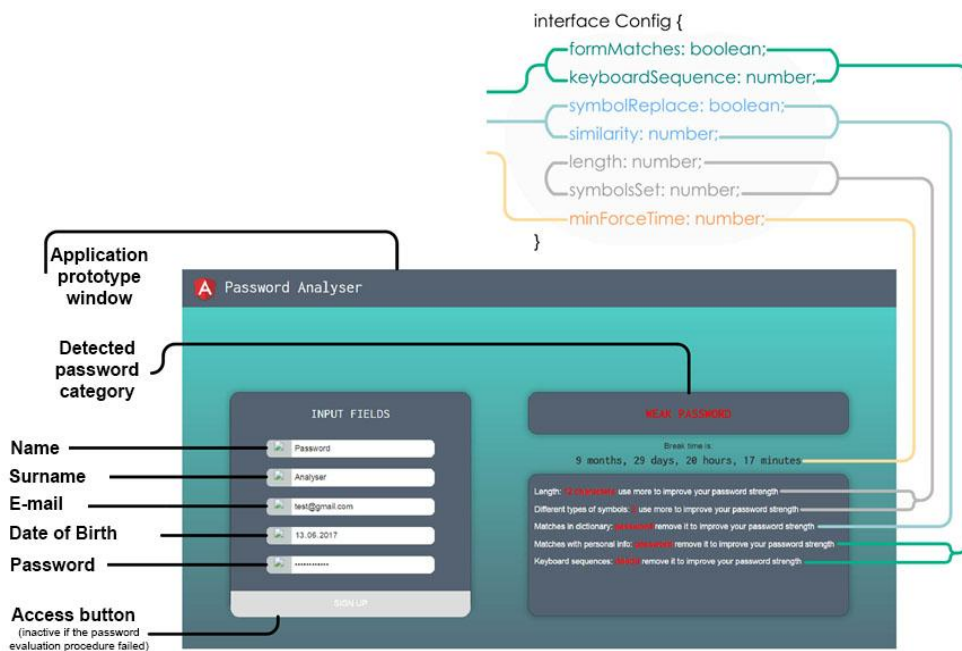 interface Config {
formMatches: boolean;
keyboardSequence: number;
symbolReplace: boolean;
similarity: number;
length: number;
symbolsSet: number;
minForceTime: number;
}
Application
prototype
window
Password Analyser
Detected
password
category
INPUT FIELDS
WEAK PASSWORD
Break time is:
9 months, 29 days, 20 hours, 17 minutes
Name
Password
Surname
Analyser
E-mail
test@gmail.com
Date of Birth
13.06.2017
Password
************
Length: 12 characters use more to improve your password strength
Different types of symbols: use more to improve your password strength
Matches in dictionary: password remove it to improve your password strength
Matches with personal info: password remove it to improve your password strength
Keyboard sequences: remove it to improve your password strength
SIGN UP
Access button
(inactive if the password
evaluation procedure failed)